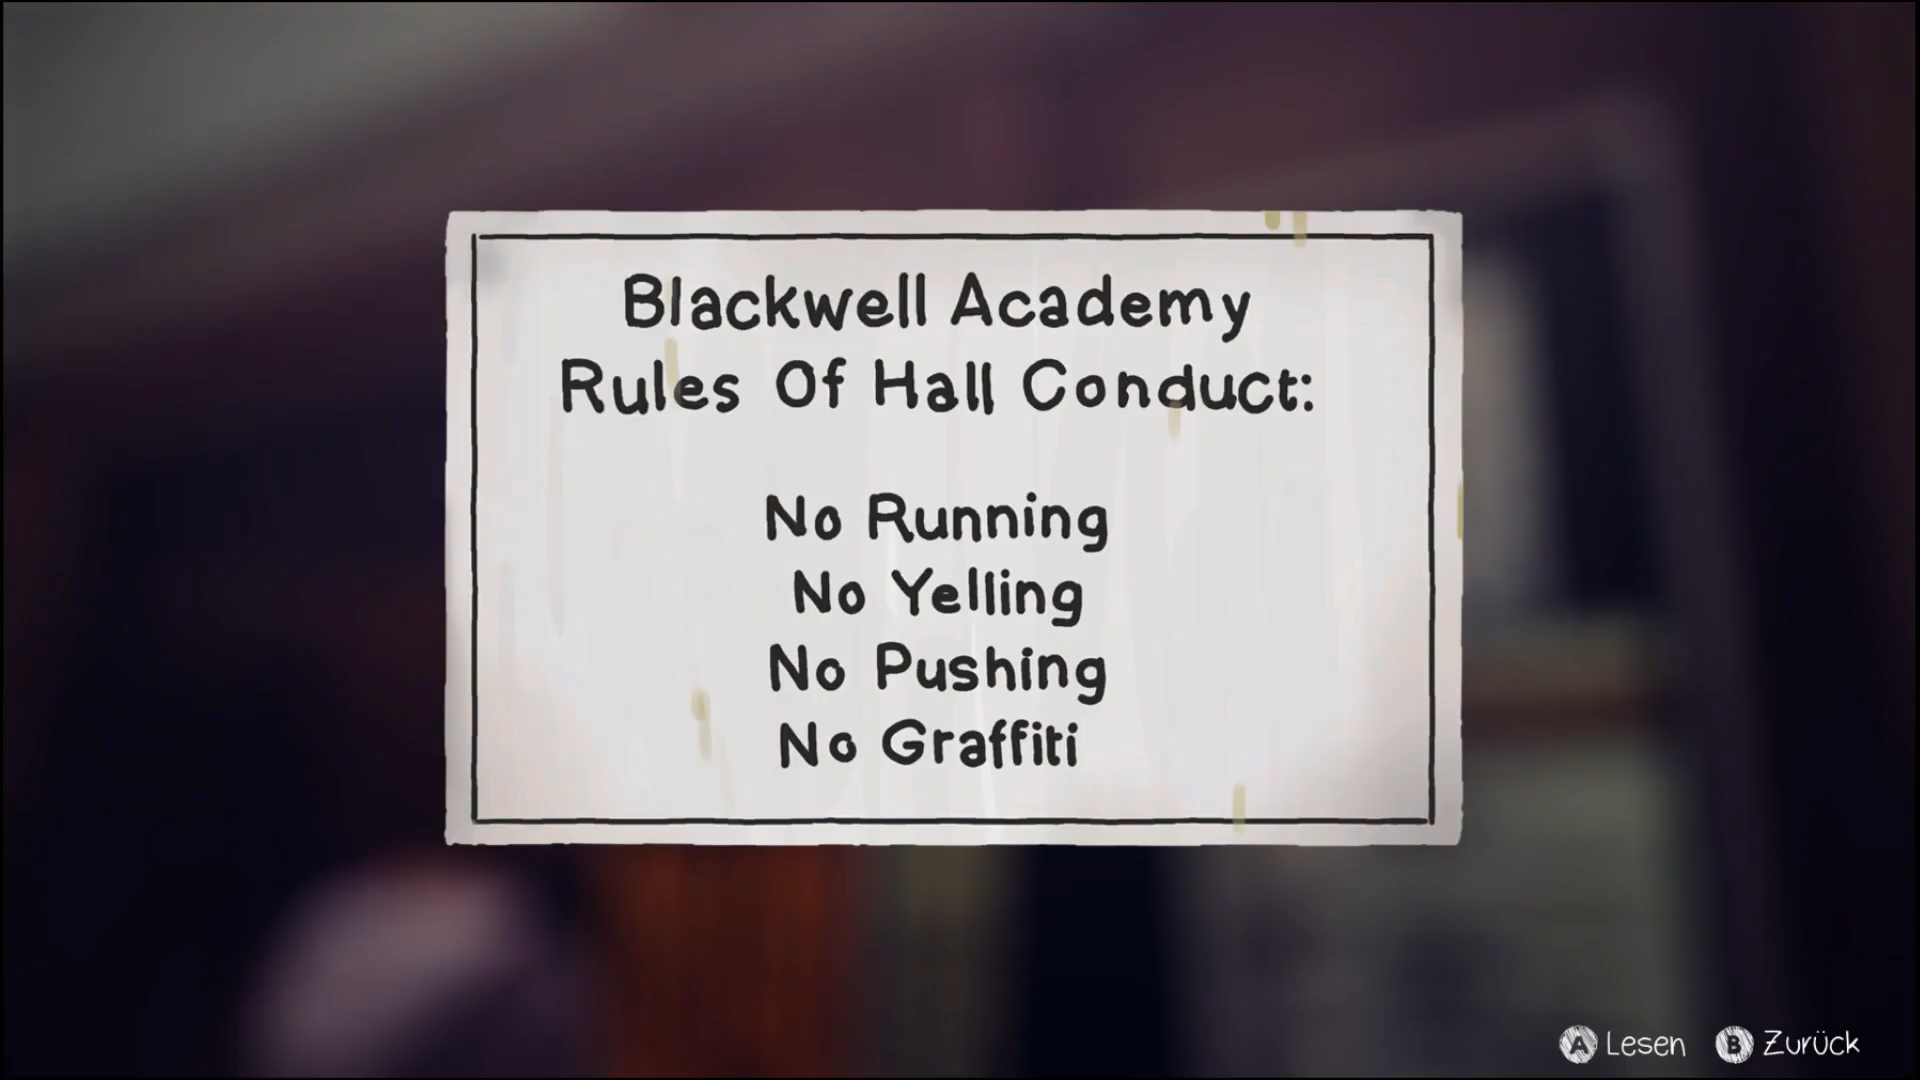 Blackwell Academy
Rules Of Hall Conduct:
No Running
No Yelling
No Pushing
No Graffiti
A Lesen B Zurück